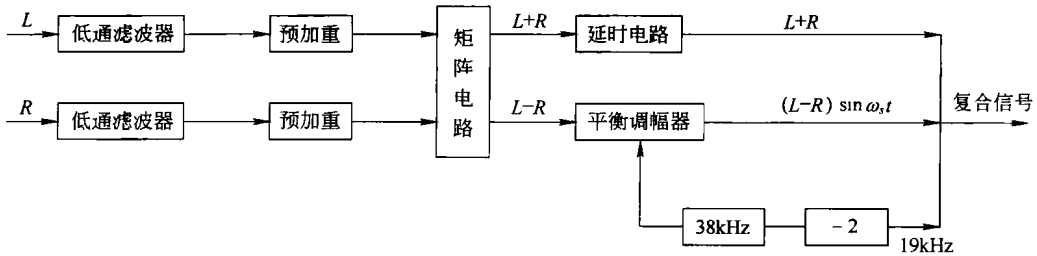 L 低通滤波器 预加重 矩阵电路 L+R 延时电路 L+R
R 低通滤波器 预加重 L−R 平衡调幅器 (L−R) sin ωₛt 复合信号
38kHz − 2 19kHz